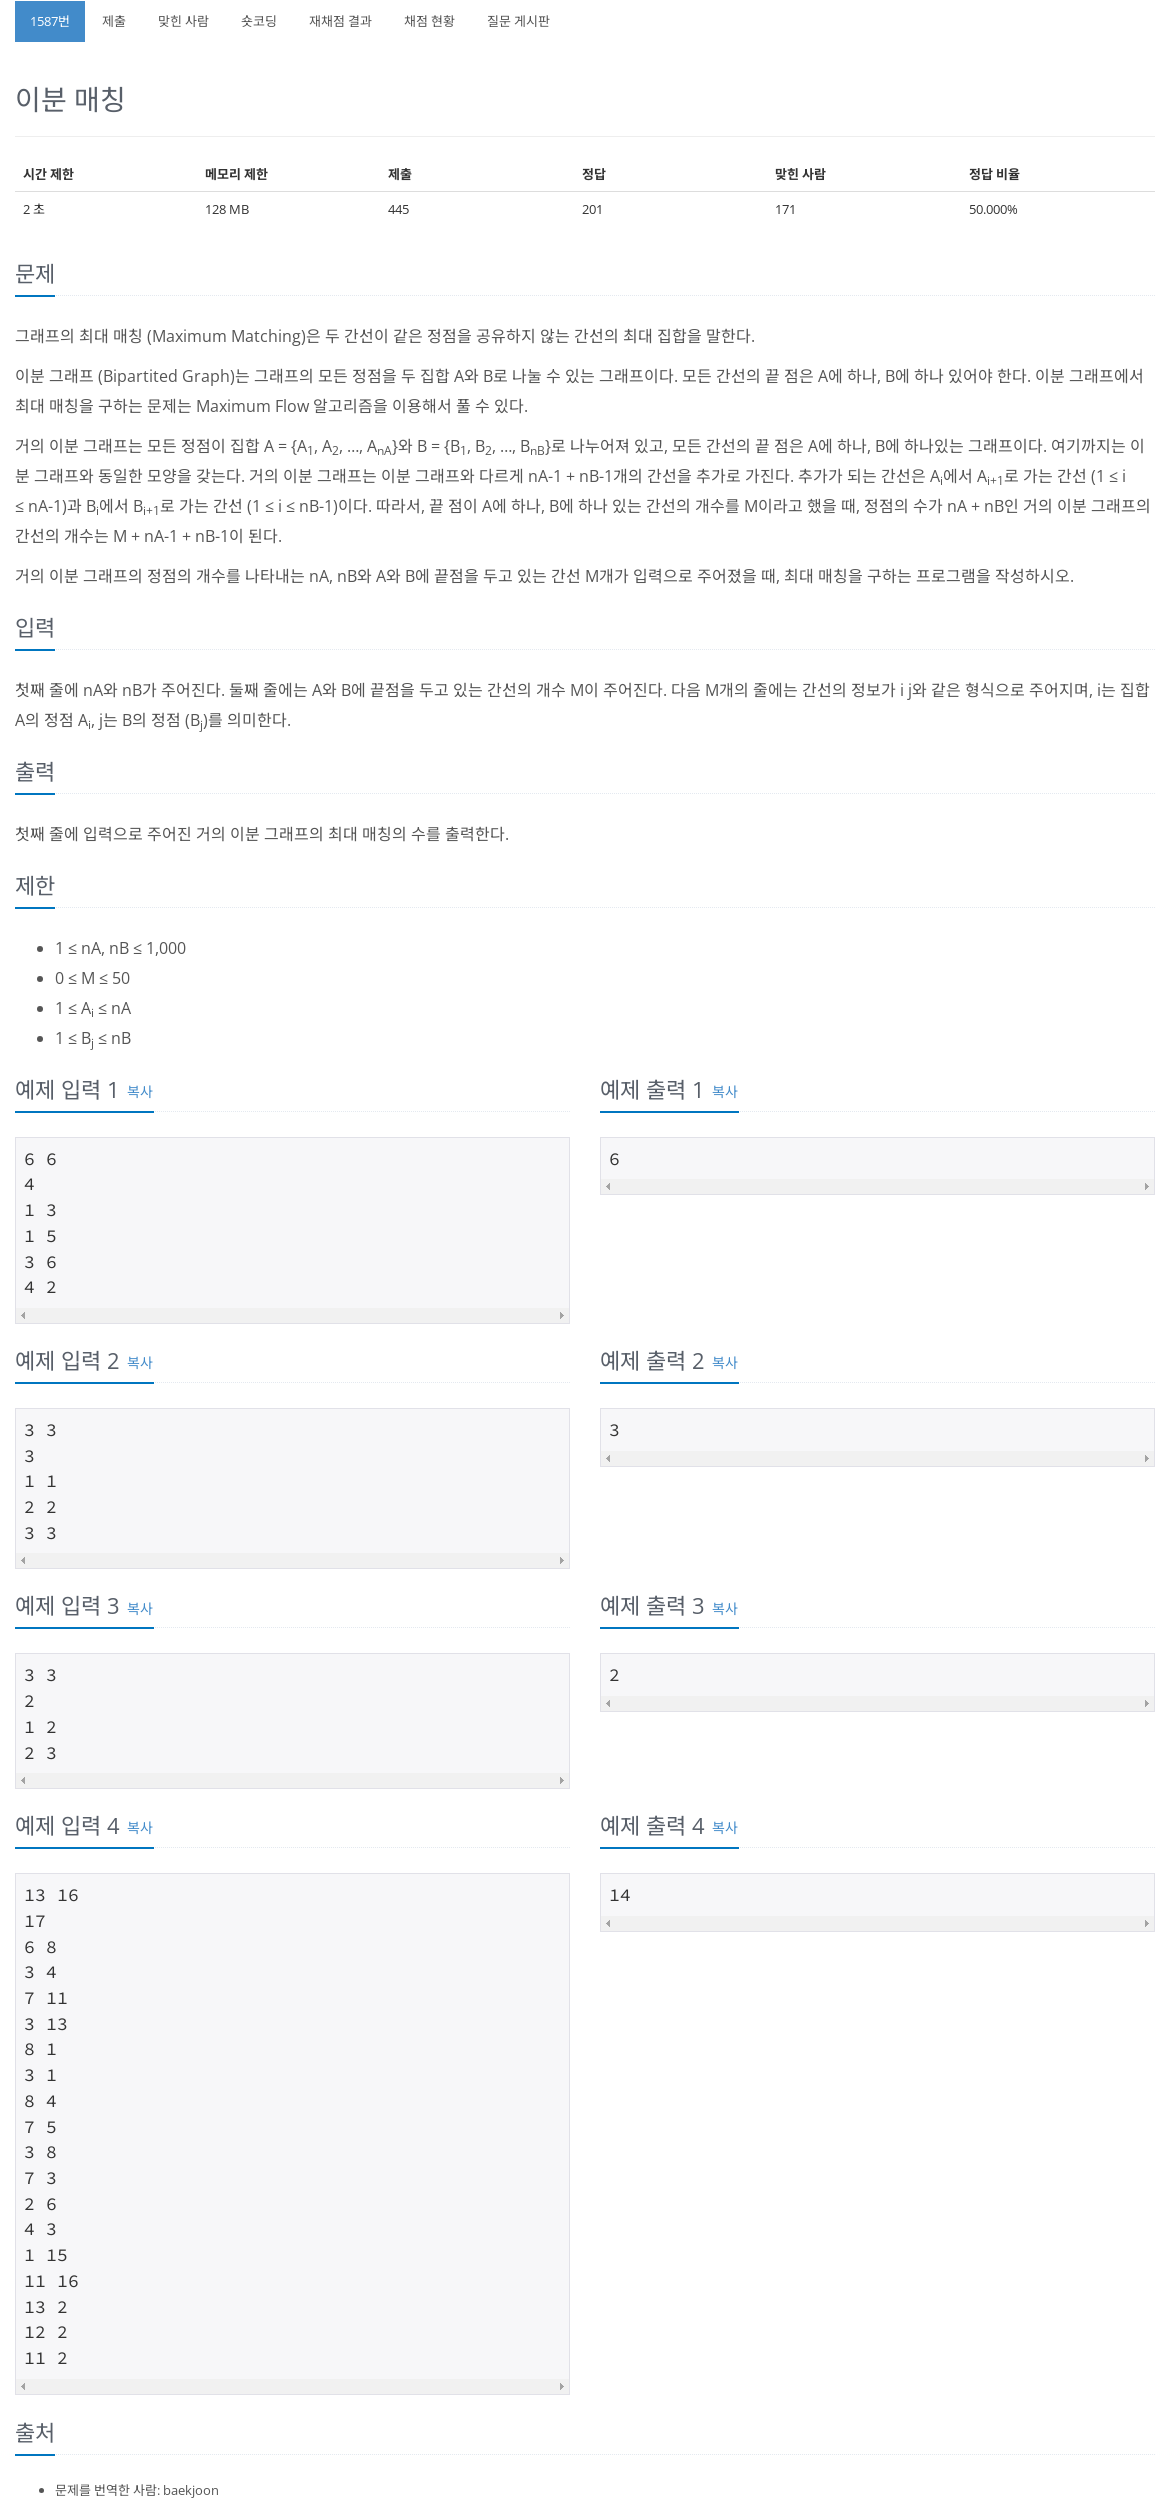 1587번 제출 맞힌 사람 숏코딩 재채점 결과 채점 현황 질문 게시판
이분 매칭
시간 제한 메모리 제한 제출 정답 맞힌 사람 정답 비율
2 초 128 MB 445 201 171 50.000%
문제
그래프의 최대 매칭 (Maximum Matching)은 두 간선이 같은 정점을 공유하지 않는 간선의 최대 집합을 말한다.
이분 그래프 (Bipartited Graph)는 그래프의 모든 정점을 두 집합 A와 B로 나눌 수 있는 그래프이다. 모든 간선의 끝 점은 A에 하나, B에 하나 있어야 한다. 이분 그래프에서
최대 매칭을 구하는 문제는 Maximum Flow 알고리즘을 이용해서 풀 수 있다.
거의 이분 그래프는 모든 정점이 집합 A = {A1, A2, ..., AnA}와 B = {B1, B2, ..., BnB}로 나누어져 있고, 모든 간선의 끝 점은 A에 하나, B에 하나있는 그래프이다. 여기까지는 이
분 그래프와 동일한 모양을 갖는다. 거의 이분 그래프는 이분 그래프와 다르게 nA-1 + nB-1개의 간선을 추가로 가진다. 추가가 되는 간선은 Ai에서 Ai+1로 가는 간선 (1 ≤ i
≤ nA-1)과 Bi에서 Bi+1로 가는 간선 (1 ≤ i ≤ nB-1)이다. 따라서, 끝 점이 A에 하나, B에 하나 있는 간선의 개수를 M이라고 했을 때, 정점의 수가 nA + nB인 거의 이분 그래프의
간선의 개수는 M + nA-1 + nB-1이 된다.
거의 이분 그래프의 정점의 개수를 나타내는 nA, nB와 A와 B에 끝점을 두고 있는 간선 M개가 입력으로 주어졌을 때, 최대 매칭을 구하는 프로그램을 작성하시오.
입력
첫째 줄에 nA와 nB가 주어진다. 둘째 줄에는 A와 B에 끝점을 두고 있는 간선의 개수 M이 주어진다. 다음 M개의 줄에는 간선의 정보가 i j와 같은 형식으로 주어지며, i는 집합
A의 정점 Ai, j는 B의 정점 (Bj)를 의미한다.
출력
첫째 줄에 입력으로 주어진 거의 이분 그래프의 최대 매칭의 수를 출력한다.
제한
• 1 ≤ nA, nB ≤ 1,000
• 0 ≤ M ≤ 50
• 1 ≤ Ai ≤ nA
• 1 ≤ Bj ≤ nB
예제 입력 1 복사
6 6
4
1 3
1 5
3 6
4 2
예제 출력 1 복사
6
예제 입력 2 복사
3 3
3
1 1
2 2
3 3
예제 출력 2 복사
3
예제 입력 3 복사
3 3
2
1 2
2 3
예제 출력 3 복사
2
예제 입력 4 복사
13 16
17
6 8
3 4
7 11
3 13
8 1
3 1
8 4
7 5
3 8
7 3
2 6
4 3
1 15
11 16
13 2
12 2
11 2
예제 출력 4 복사
14
출처
• 문제를 번역한 사람: baekjoon